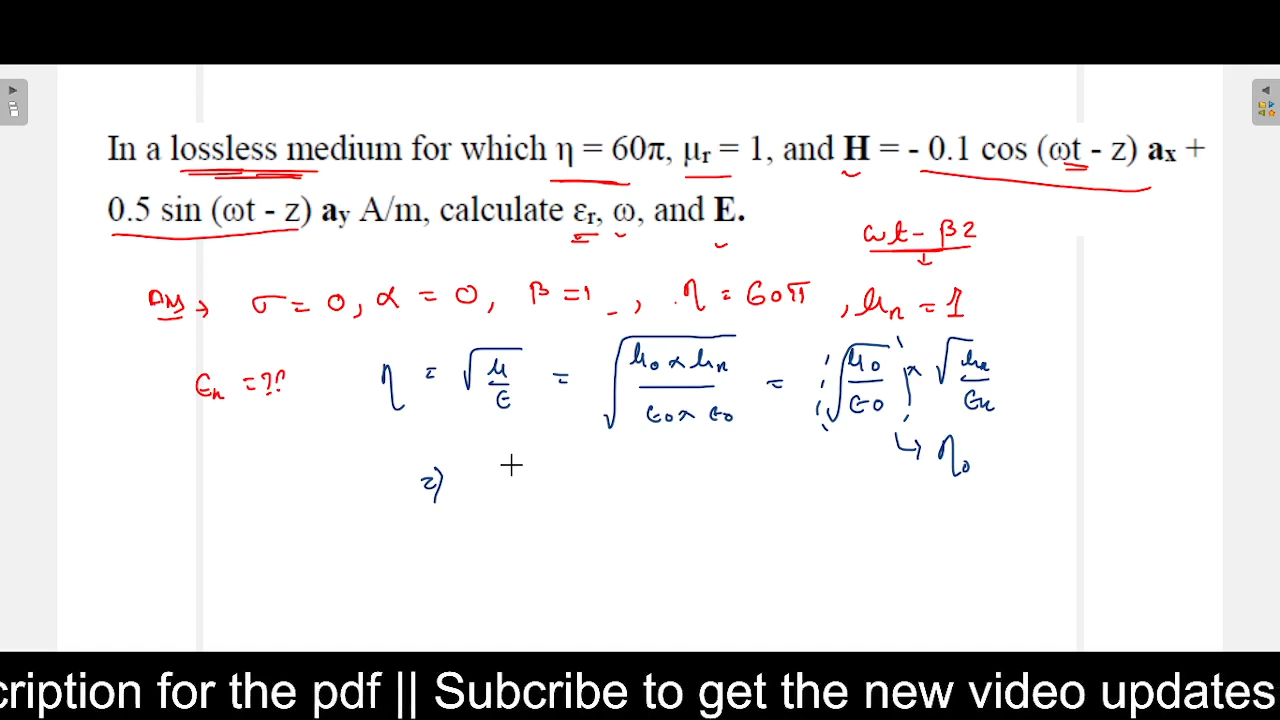 In a lossless medium for which η = 60π, μr = 1, and H = - 0.1 cos (ωt - z) ax +
0.5 sin (ωt - z) ay A/m, calculate εr, ω, and E.
ωt - βz
Ans → σ = 0, α = 0, β = 1, η = 60π, μr = 1
εr = ??
η = √(μ/ε) = √(μ0 × μr / ε0 × ε0) = √(μ0/ε0) × √(μr/εr)
↳ η0
⇒
cription for the pdf || Subcribe to get the new video updates